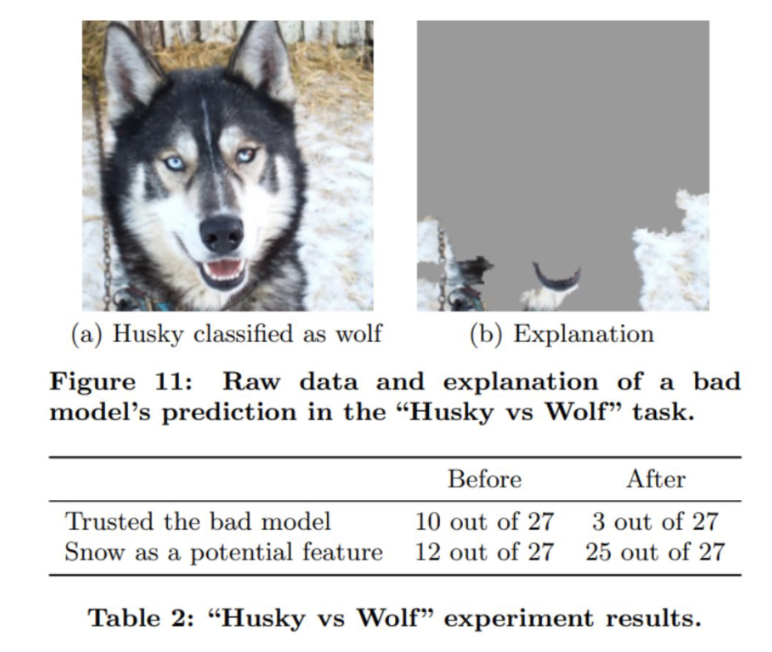 (a) Husky classified as wolf
(b) Explanation
Figure 11: Raw data and explanation of a bad
model's prediction in the "Husky vs Wolf" task.
Before After
Trusted the bad model 10 out of 27 3 out of 27
Snow as a potential feature 12 out of 27 25 out of 27
Table 2: "Husky vs Wolf" experiment results.